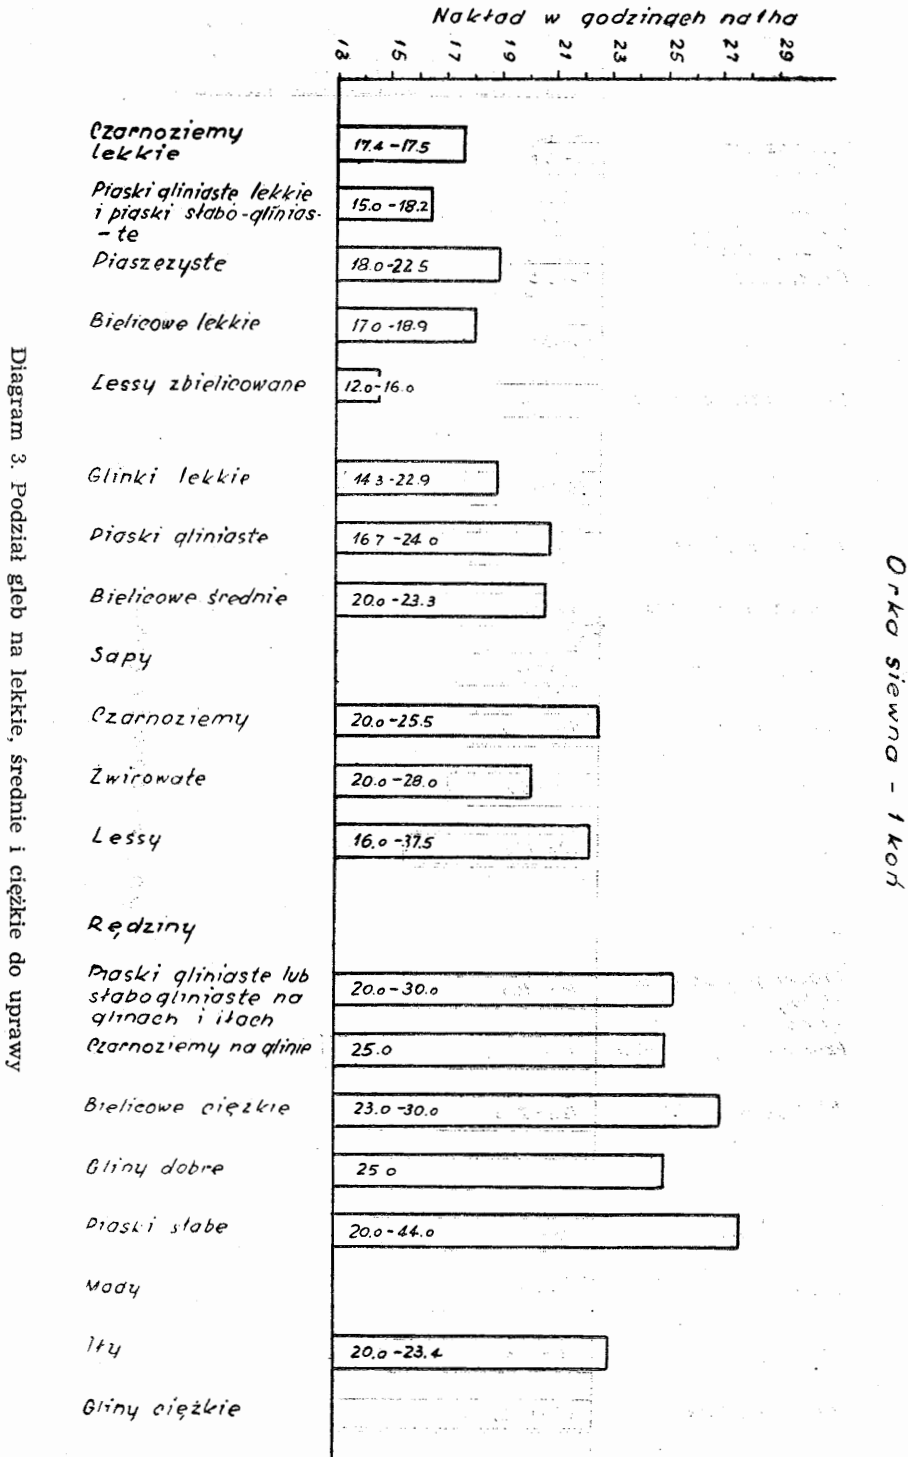 Nakład w godzinąch na 1ha
13 15 17 19 21 23 25 27 29
Czarnoziemy
lekkie
17.4 - 17.5
Piaski gliniaste lekkie
i piaski słabo-glinias-
- te
15.0 - 18.2
Piaszczyste
18.0 - 22 5
Bielicowe lekkie
17 0 - 18.9
Lessy zbielicowane
12.0 - 16.0
Glinki lekkie
14 3 - 22.9
Piaski gliniaste
16 7 - 24.0
Bielicowe średnie
20.0 - 23.3
Sapy
Czarnoziemy
20.0 - 25.5
Żwirowate
20.0 - 28.0
Lessy
16.0 - 37.5
Rędziny
Piaski gliniaste lub
słabogliniaste na
glinach i iłach
20.0 - 30.0
Czarnoziemy na glinie
25.0
Bielicowe ciężkie
23.0 - 30.0
Gliny dobre
25 0
Piaski słabe
20.0 - 44.0
Mady
Iły
20.0 - 23.4
Gliny ciężkie
Orka siewna - 1 koń
Diagram 3. Podział gleb na lekkie, średnie i ciężkie do uprawy